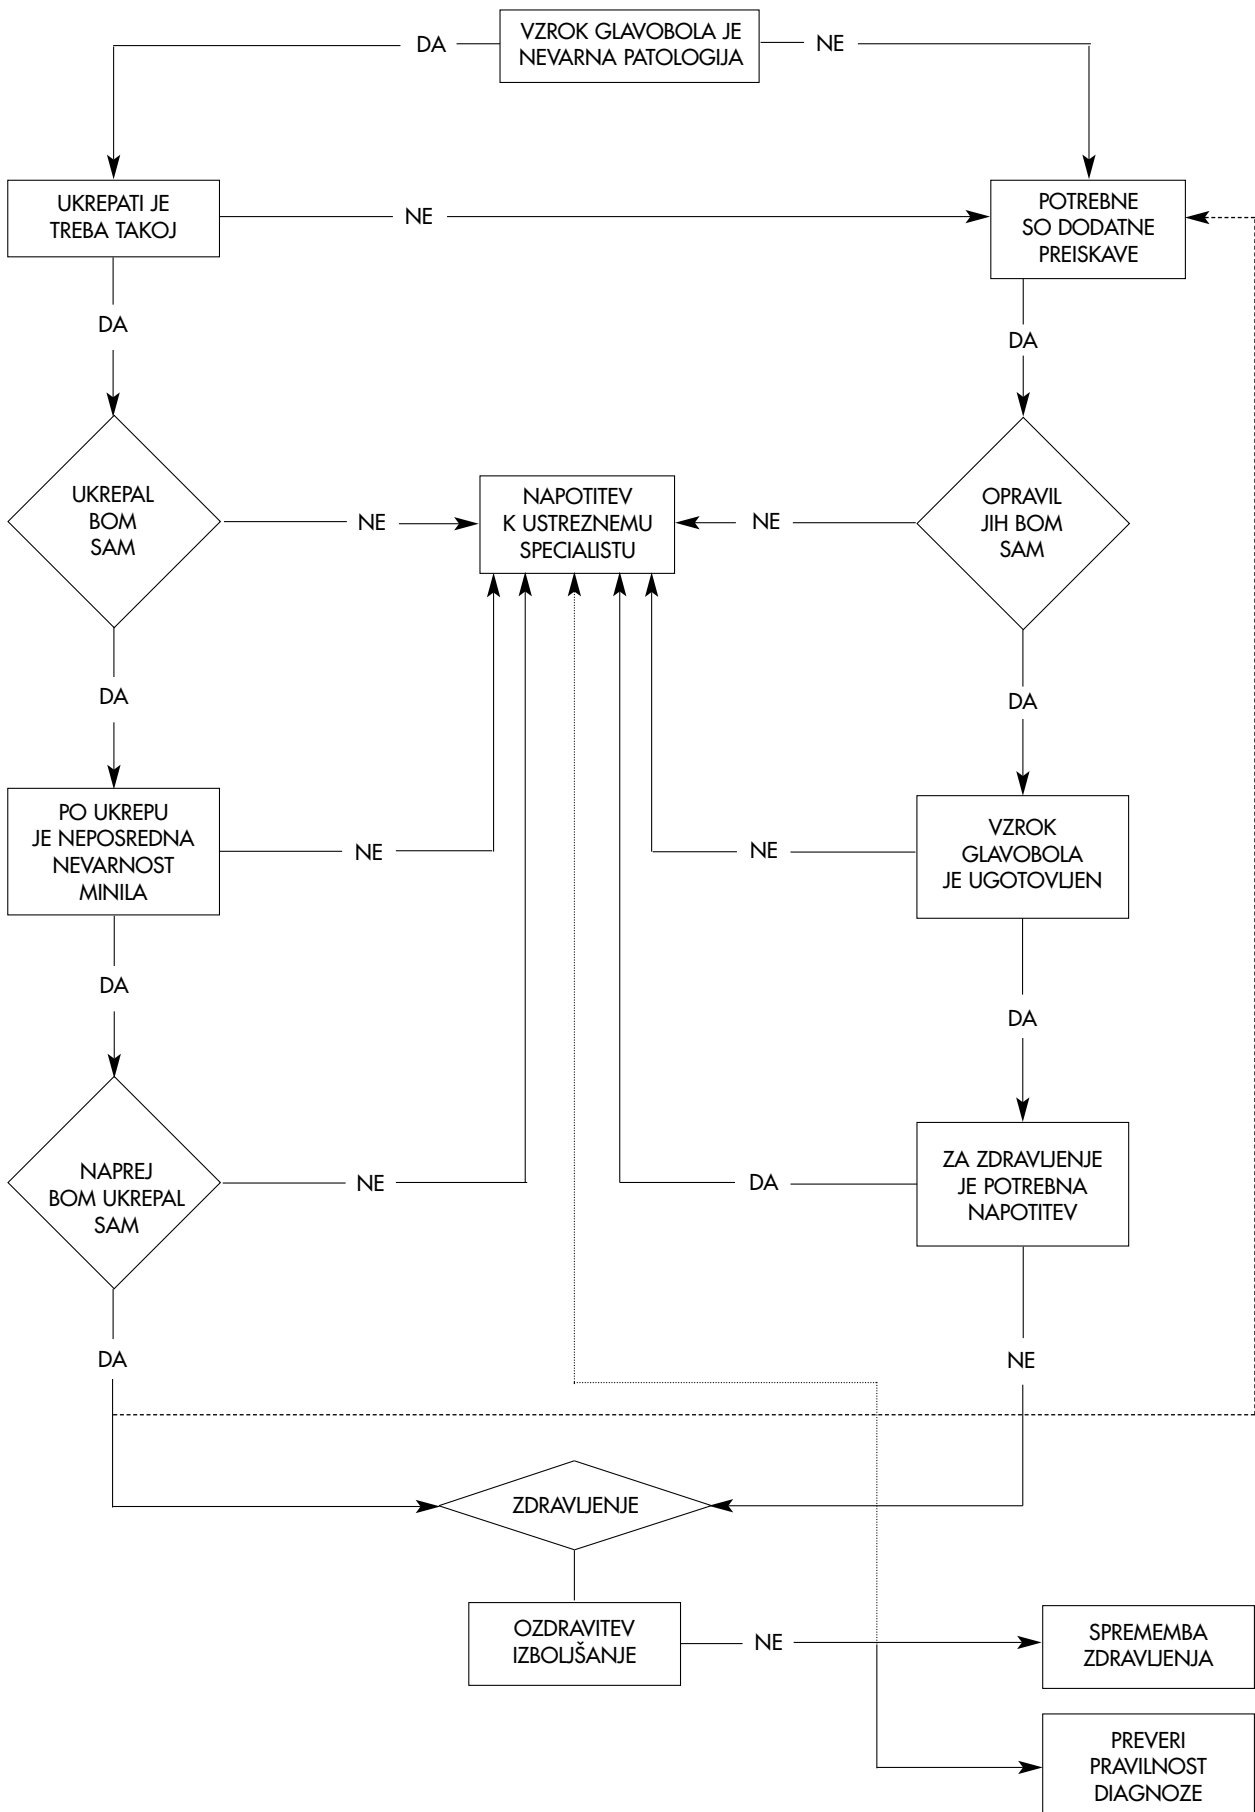 VZROK GLAVOBOLA JE
NEVARNA PATOLOGIJA
DA
NE
UKREPATI JE
TREBA TAKOJ
NE
POTREBNE
SO DODATNE
PREISKAVE
DA
DA
UKREPAL
BOM
SAM
NE
NAPOTITEV
K USTREZNEMU
SPECIALISTU
NE
OPRAVIL
JIH BOM
SAM
DA
DA
PO UKREPU
JE NEPOSREDNA
NEVARNOST
MINILA
NE
NE
VZROK
GLAVOBOLA
JE UGOTOVLJEN
DA
DA
NAPREJ
BOM UKREPAL
SAM
NE
DA
ZA ZDRAVLJENJE
JE POTREBNA
NAPOTITEV
DA
NE
ZDRAVLJENJE
OZDRAVITEV
IZBOLJŠANJE
NE
SPREMEMBA
ZDRAVLJENJA
PREVERI
PRAVILNOST
DIAGNOZE